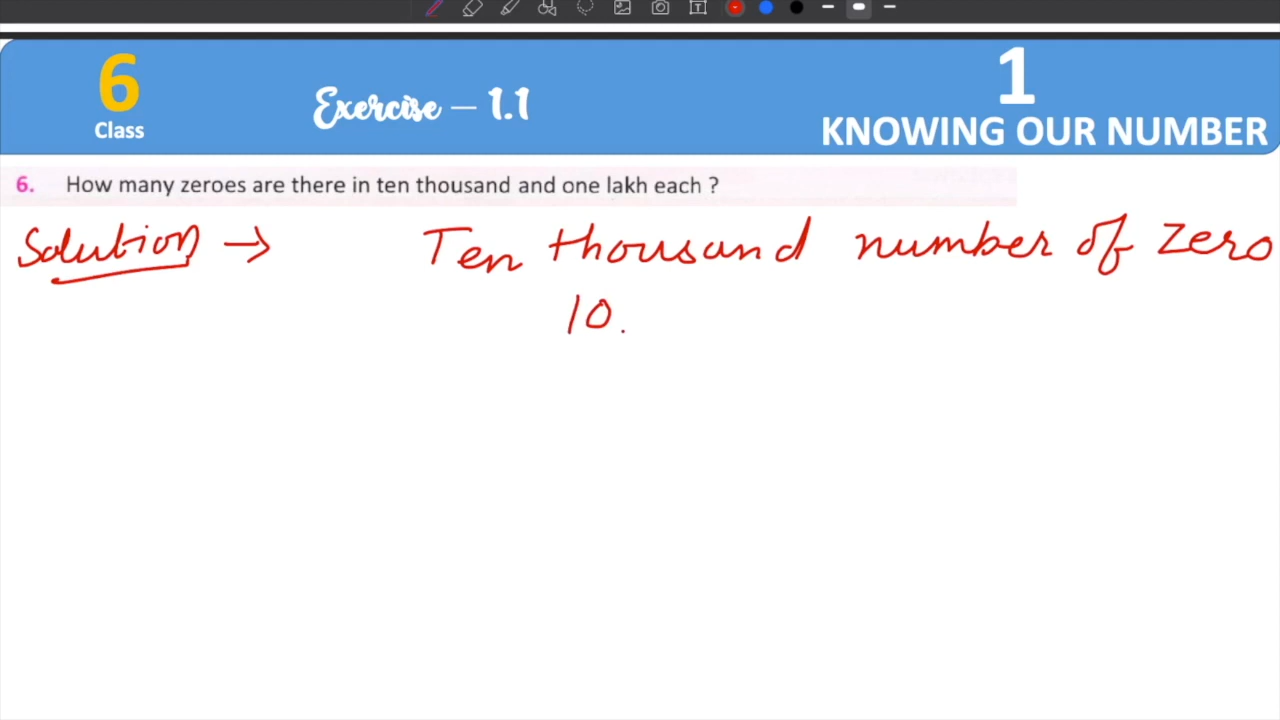 6
Class
Exercise – 1.1
1
KNOWING OUR NUMBER
6. How many zeroes are there in ten thousand and one lakh each ?
Solution → Ten thousand number of zero
10.